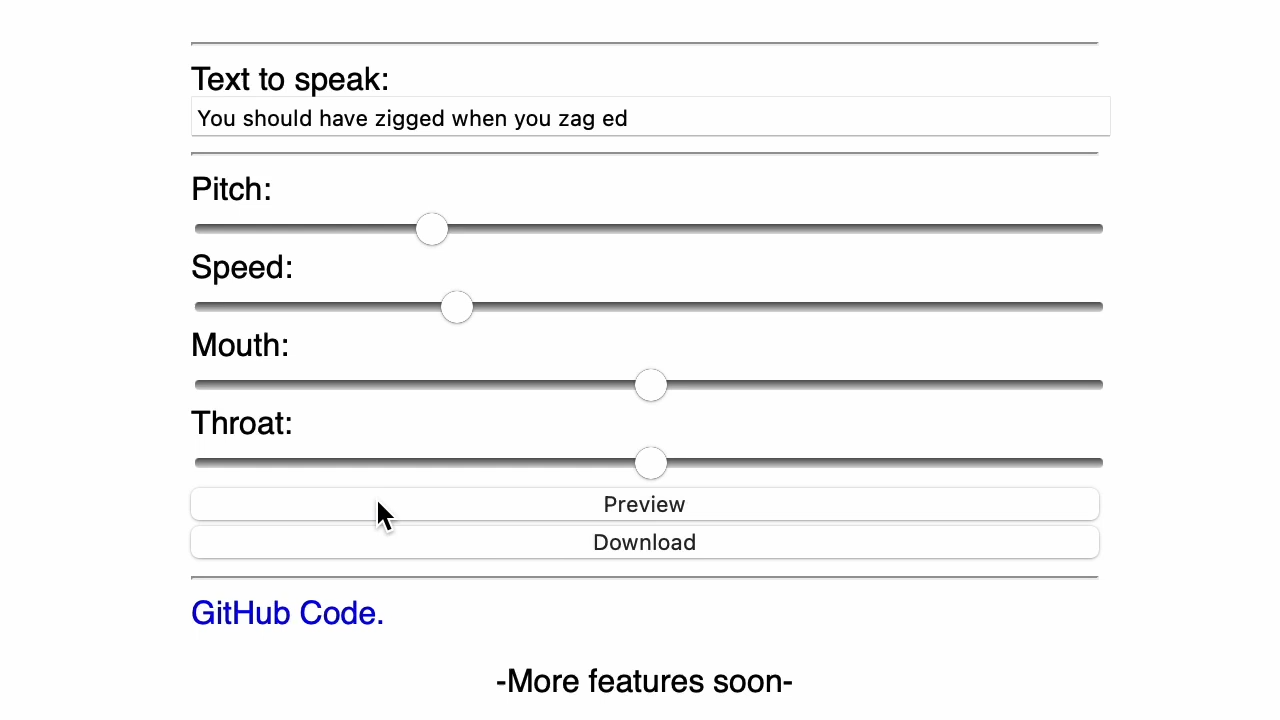 Text to speak:
You should have zigged when you zag ed
Pitch:
Speed:
Mouth:
Throat:
Preview
Download
GitHub Code.
-More features soon-